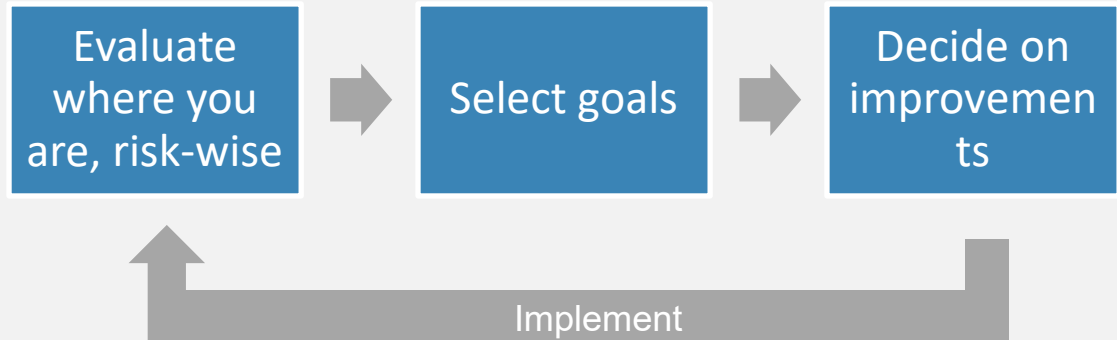 Evaluate
where you
are, risk-wise
Select goals
Decide on
improvemen
ts
Implement